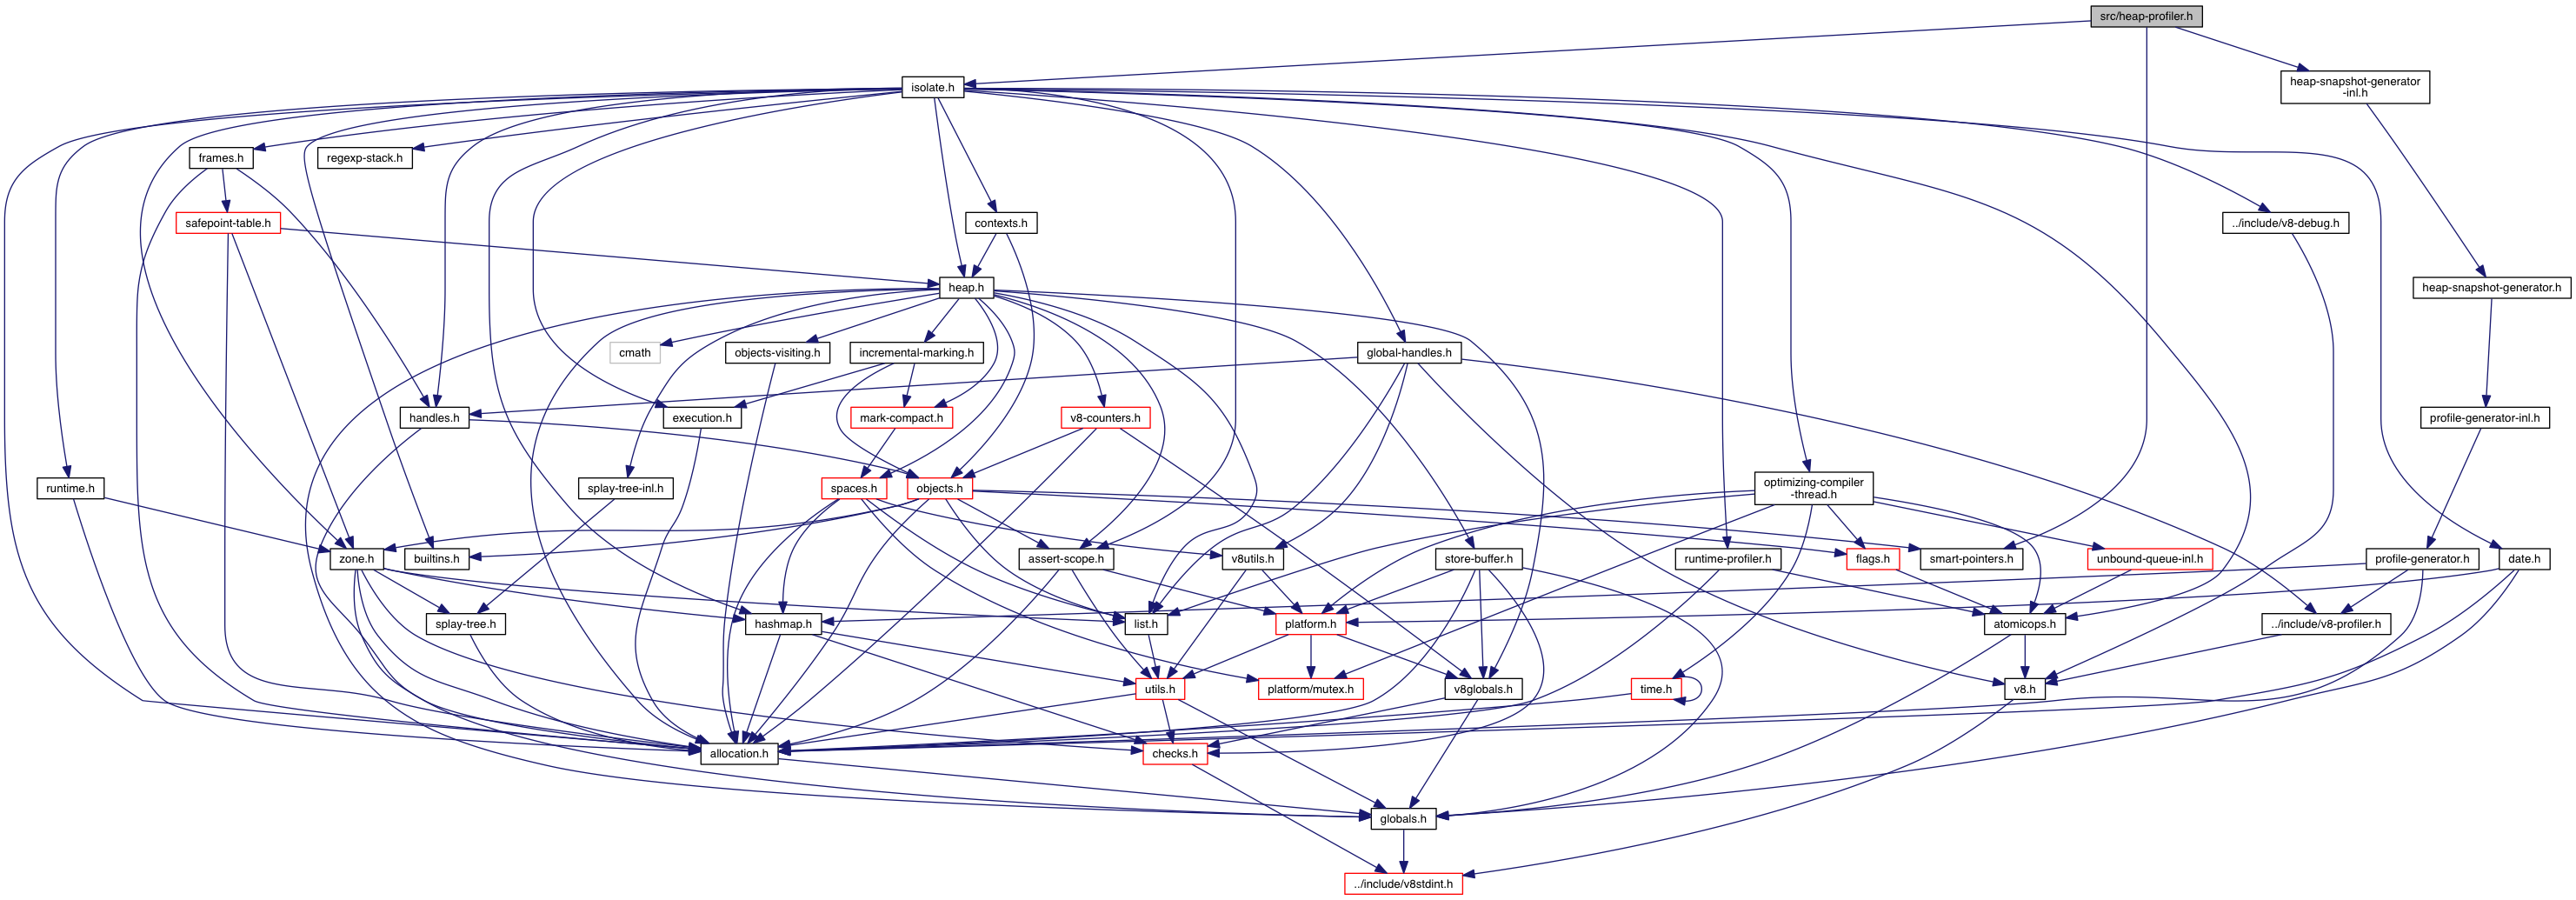 src/heap-profiler.h
isolate.h
heap-snapshot-generator
-inl.h
frames.h
regexp-stack.h
safepoint-table.h
contexts.h
../include/v8-debug.h
heap.h
heap-snapshot-generator.h
cmath
objects-visiting.h
incremental-marking.h
global-handles.h
handles.h
execution.h
mark-compact.h
v8-counters.h
profile-generator-inl.h
runtime.h
splay-tree-inl.h
spaces.h
objects.h
optimizing-compiler
-thread.h
zone.h
builtins.h
assert-scope.h
v8utils.h
store-buffer.h
runtime-profiler.h
flags.h
smart-pointers.h
unbound-queue-inl.h
profile-generator.h
date.h
splay-tree.h
hashmap.h
list.h
platform.h
atomicops.h
../include/v8-profiler.h
utils.h
platform/mutex.h
v8globals.h
time.h
v8.h
allocation.h
checks.h
globals.h
../include/v8stdint.h